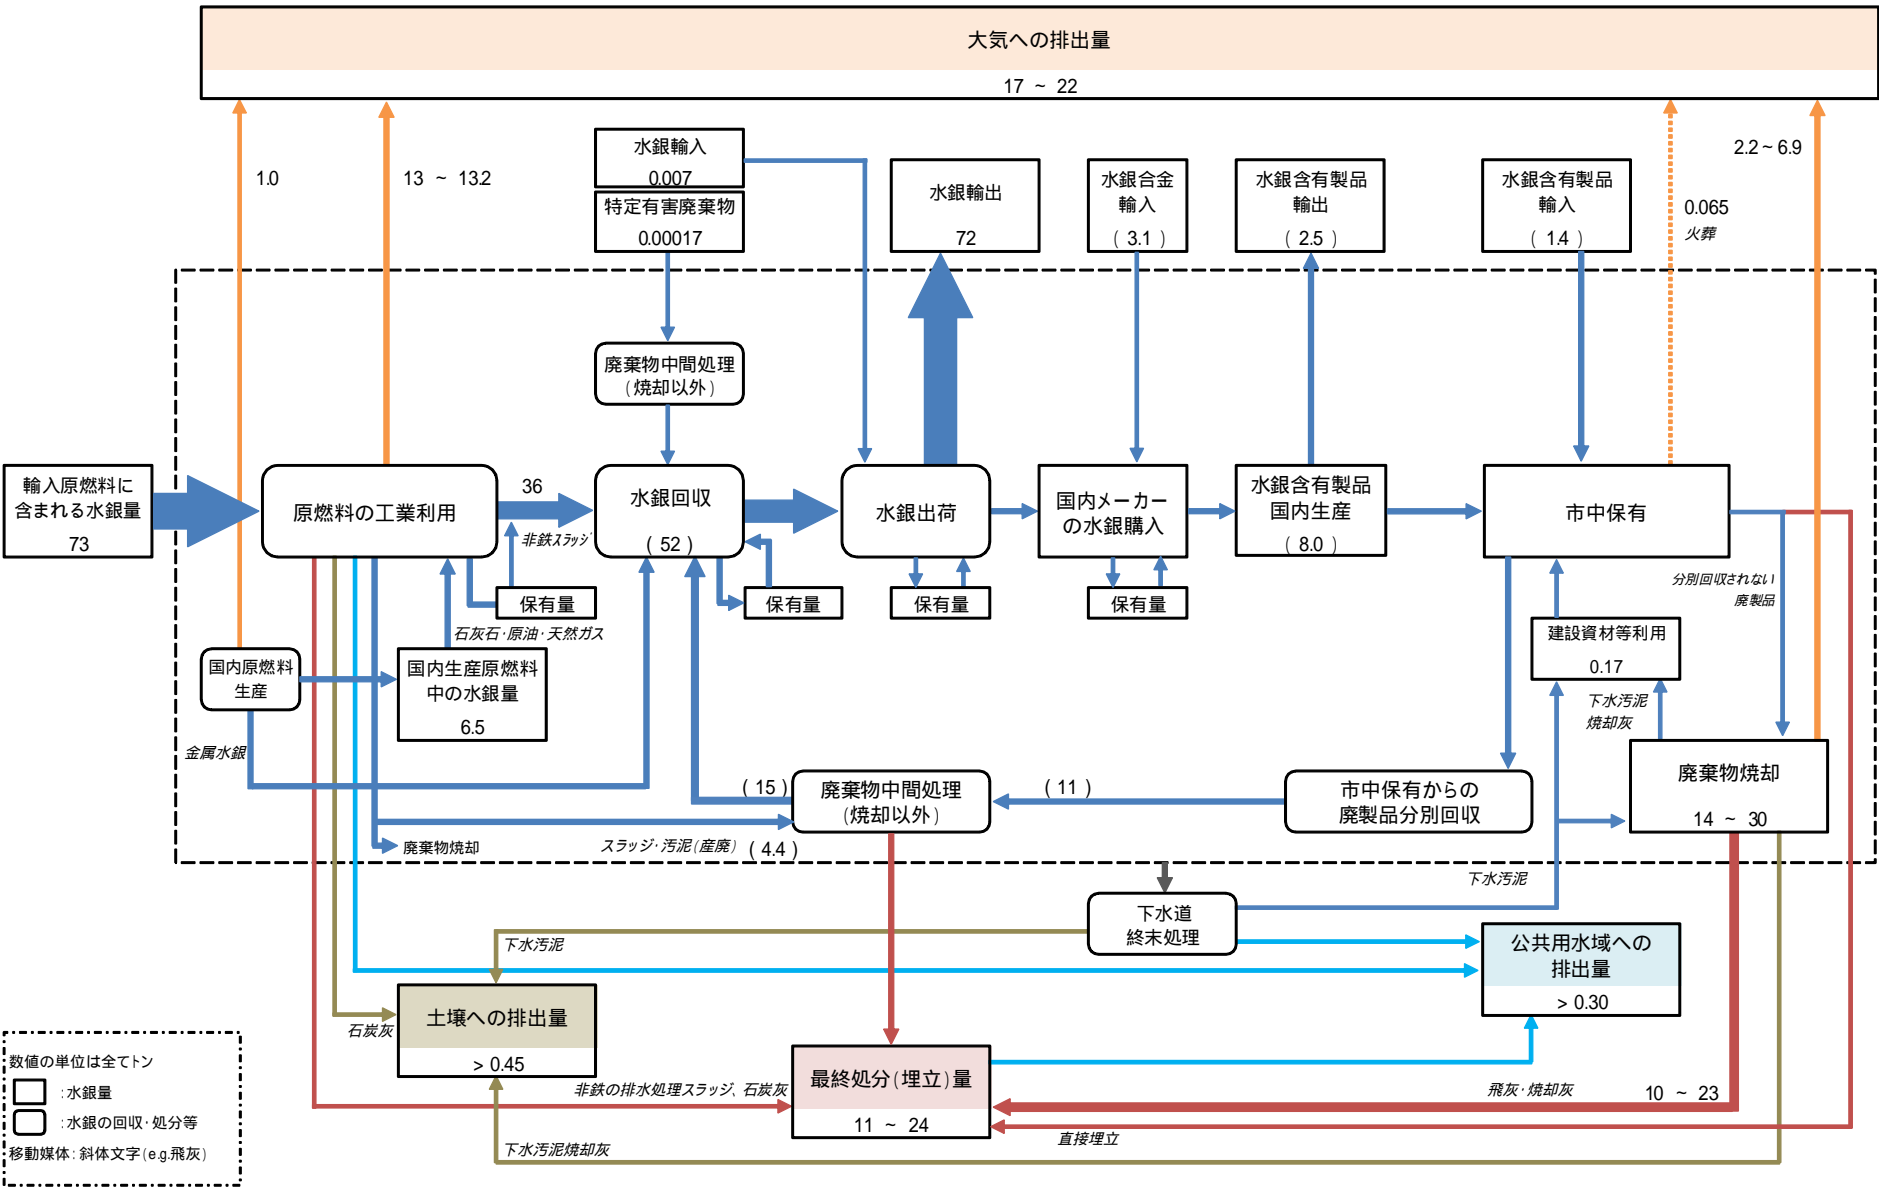 大気への排出量
17 ~ 22
1.0
13 ~ 13.2
水銀輸入
0.007
特定有害廃棄物
0.00017
水銀輸出
72
水銀合金
輸入
( 3.1 )
水銀含有製品
輸出
( 2.5 )
水銀含有製品
輸入
( 1.4 )
0.065
火葬
2.2~6.9
廃棄物中間処理
(焼却以外)
輸入原燃料に
含まれる水銀量
73
原燃料の工業利用
36
非鉄スラッジ
水銀回収
( 52 )
水銀出荷
国内メーカー
の水銀購入
水銀含有製品
国内生産
( 8.0 )
市中保有
分別回収されない
廃製品
保有量
保有量
保有量
保有量
石灰石・原油・天然ガス
国内原燃料
生産
国内生産原燃料
中の水銀量
6.5
金属水銀
建設資材等利用
0.17
下水汚泥
焼却灰
廃棄物焼却
14 ~ 30
( 15 )
廃棄物中間処理
(焼却以外)
( 11 )
市中保有からの
廃製品分別回収
廃棄物焼却
スラッジ・汚泥(産廃)
( 4.4 )
下水汚泥
下水道
終末処理
下水汚泥
公共用水域への
排出量
> 0.30
土壌への排出量
> 0.45
石炭灰
非鉄の排水処理スラッジ、石炭灰
最終処分(埋立)量
11 ~ 24
飛灰・焼却灰
10 ~ 23
直接埋立
下水汚泥焼却灰
数値の単位は全てトン
:水銀量
:水銀の回収・処分等
移動媒体:斜体文字(e.g.飛灰)